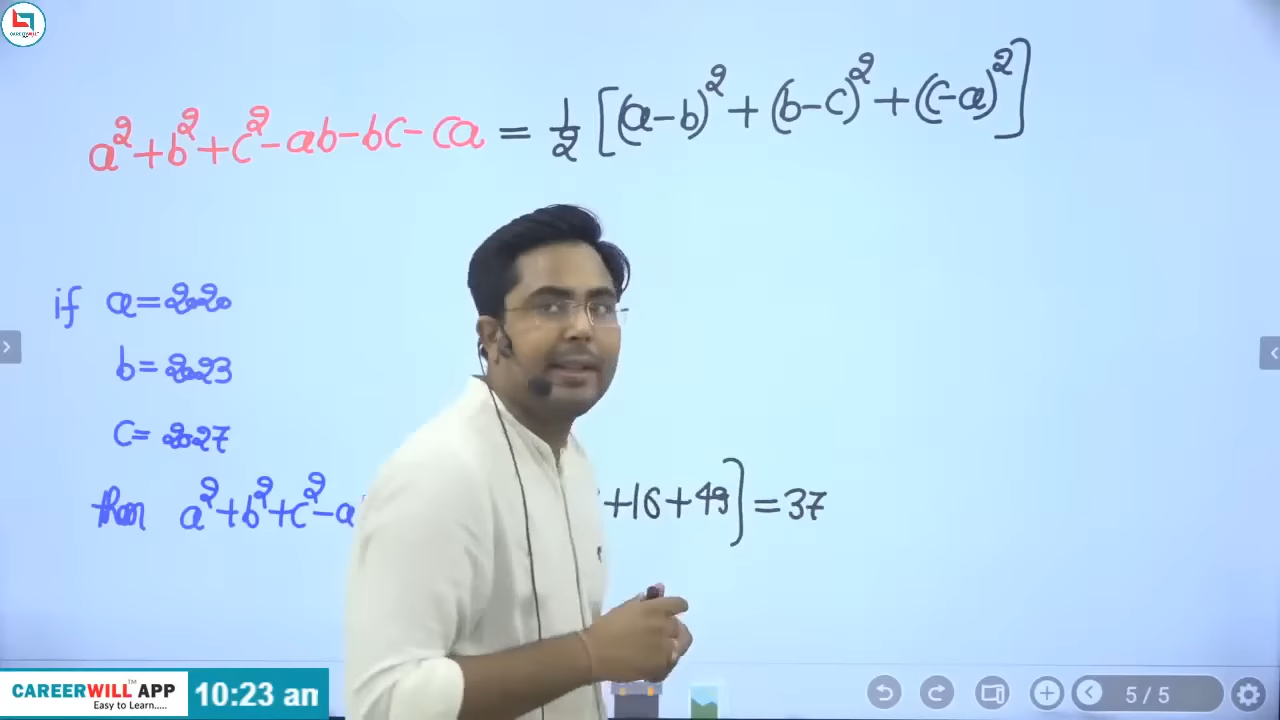 CAREERWILL
a²+b²+c²-ab-bc-ca = 1/2 [(a-b)²+(b-c)²+(c-a)²]
if a=2020
b=2023
c=2027
then a²+b²+c²-a +16+49] = 37
CAREERWILL™ APP
Easy to Learn.....
10:23 an
5 / 5